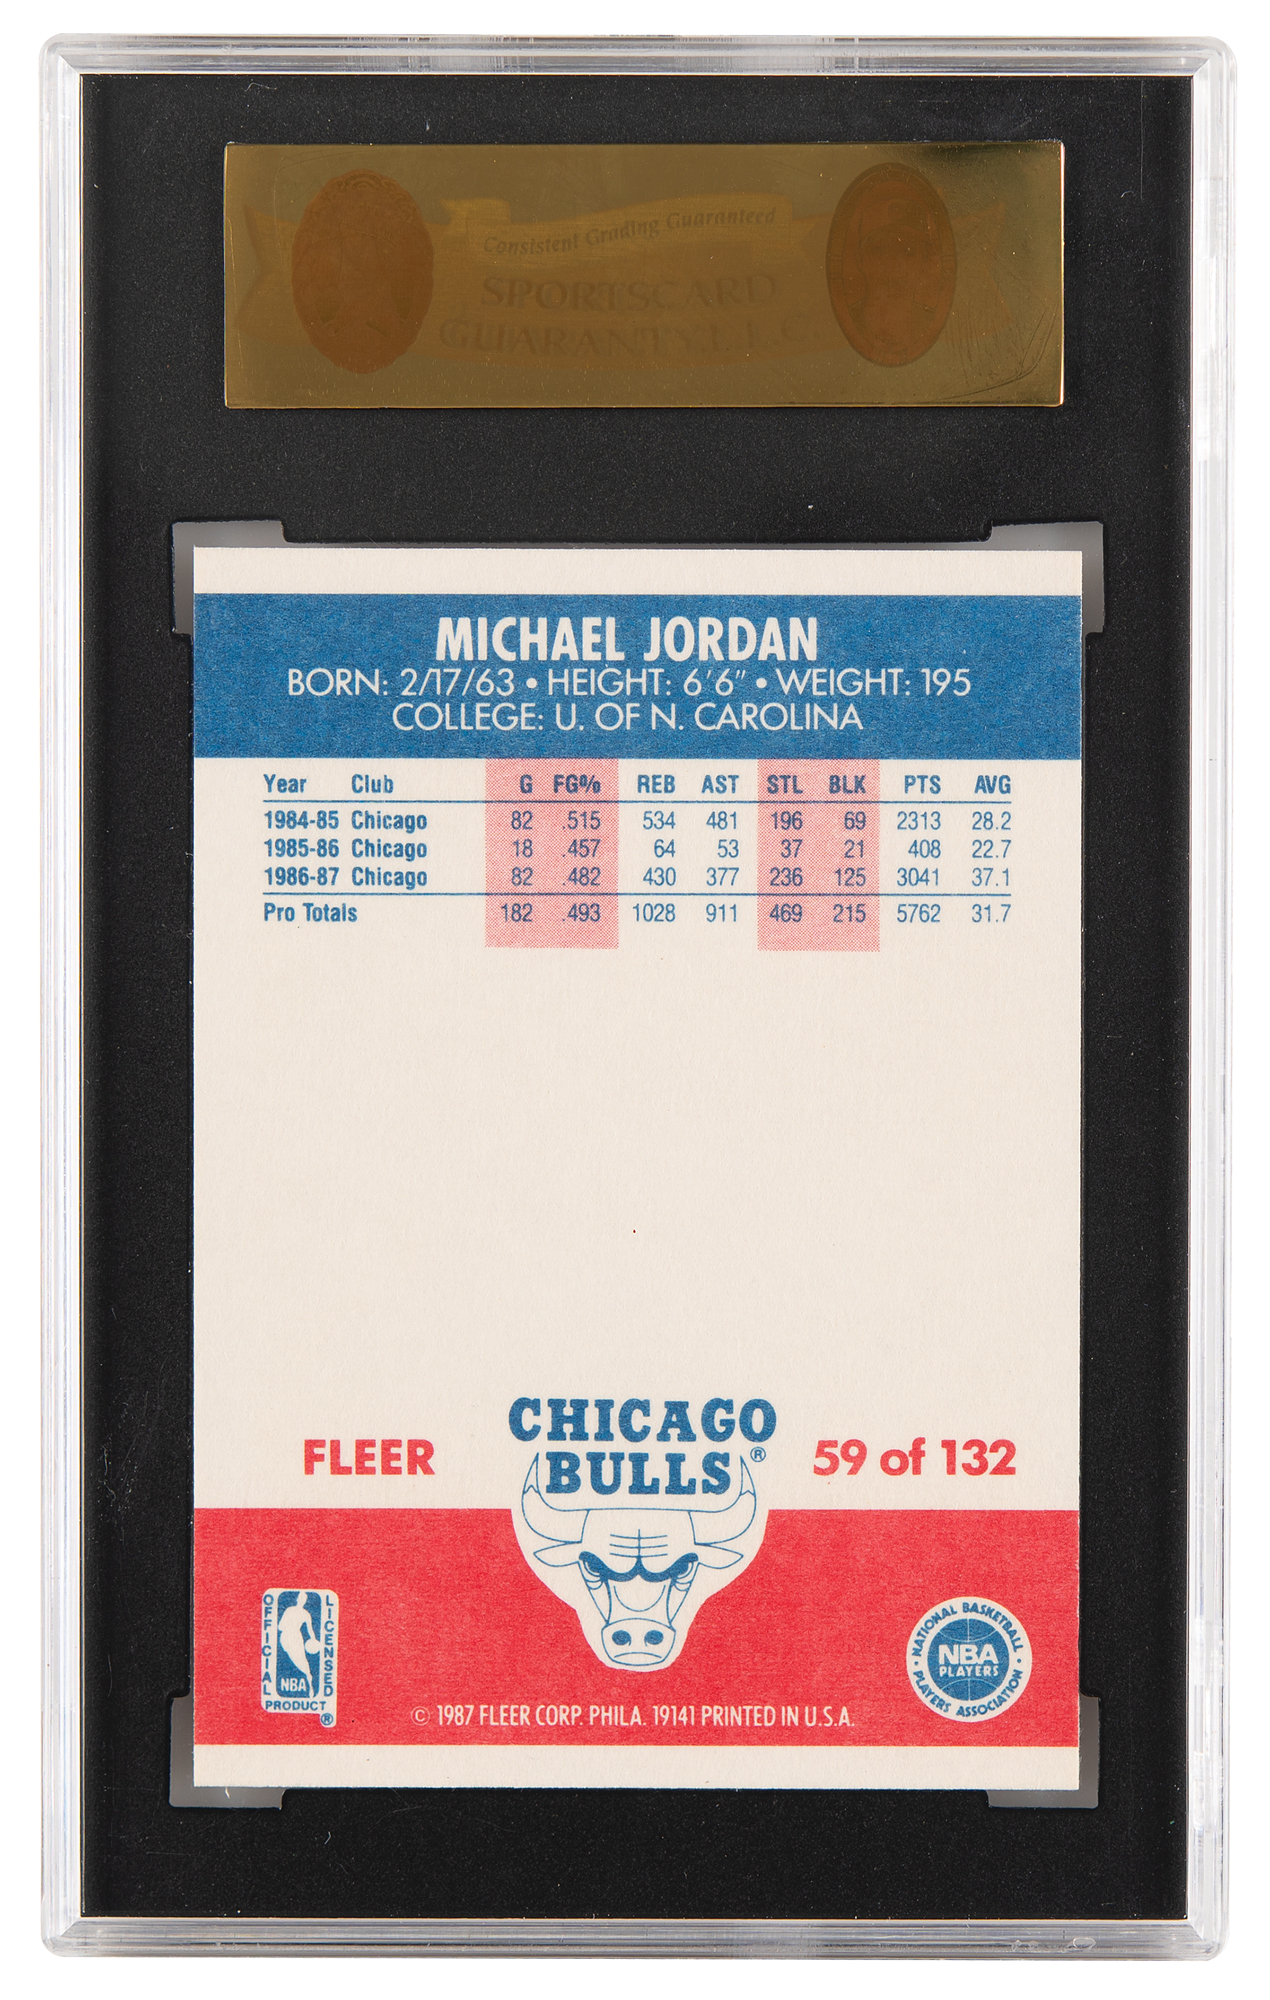 Consistent Grading Guaranteed
SPORTSCARD
GUARANTY, L.L.C.
MICHAEL JORDAN
BORN: 2/17/63 • HEIGHT: 6'6" • WEIGHT: 195
COLLEGE: U. OF N. CAROLINA
Year Club G FG% REB AST STL BLK PTS AVG
1984-85 Chicago 82 .515 534 481 196 69 2313 28.2
1985-86 Chicago 18 .457 64 53 37 21 408 22.7
1986-87 Chicago 82 .482 430 377 236 125 3041 37.1
Pro Totals 182 .493 1028 911 469 215 5762 31.7
CHICAGO
BULLS®
FLEER
59 of 132
OFFICIAL
NBA
LICENSED
PRODUCT
®
© 1987 FLEER CORP. PHILA. 19141 PRINTED IN U.S.A.
• NATIONAL BASKETBALL •
NBA
PLAYERS
PLAYERS ASSOCIATION